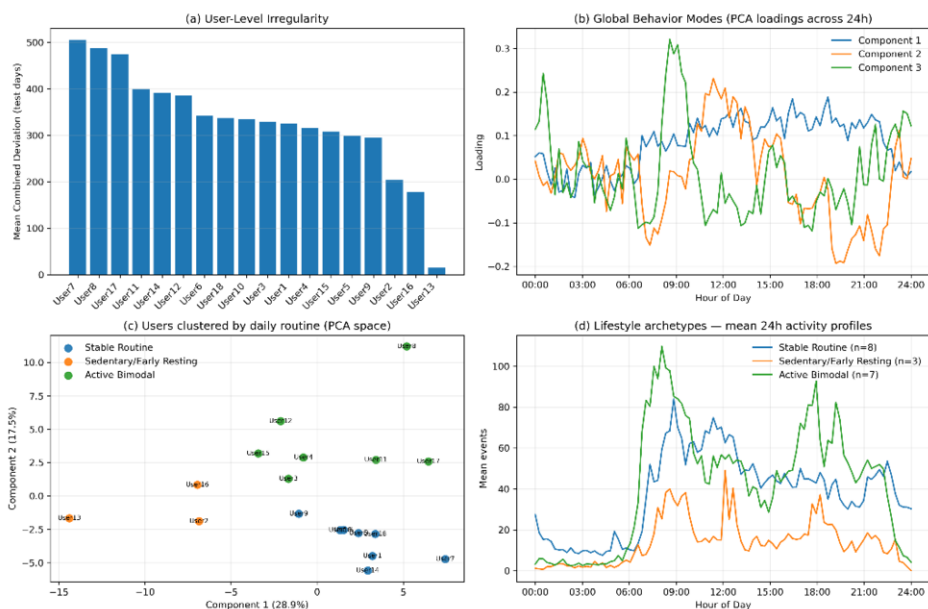 (a) User-Level Irregularity
Mean Combined Deviation (test days)
500
400
300
200
100
0
User7
User8
User17
User11
User14
User12
User6
User18
User10
User3
User1
User4
User15
User5
User9
User2
User16
User13
(b) Global Behavior Modes (PCA loadings across 24h)
Component 1
Component 2
Component 3
Loading
0.3
0.2
0.1
0.0
−0.1
−0.2
00:00 03:00 06:00 09:00 12:00 15:00 18:00 21:00 24:00
Hour of Day
(c) Users clustered by daily routine (PCA space)
Stable Routine
Sedentary/Early Resting
Active Bimodal
Component 2 (17.5%)
10.0
7.5
5.0
2.5
0.0
−2.5
−5.0
User8
User12
User15
User4
User11
User17
User3
User16
User13
User2
User9
User18
User1
User7
User14
−15 −10 −5 0 5
Component 1 (28.9%)
(d) Lifestyle archetypes — mean 24h activity profiles
Stable Routine (n=8)
Sedentary/Early Resting (n=3)
Active Bimodal (n=7)
Mean events
100
80
60
40
20
0
00:00 03:00 06:00 09:00 12:00 15:00 18:00 21:00 24:00
Hour of Day